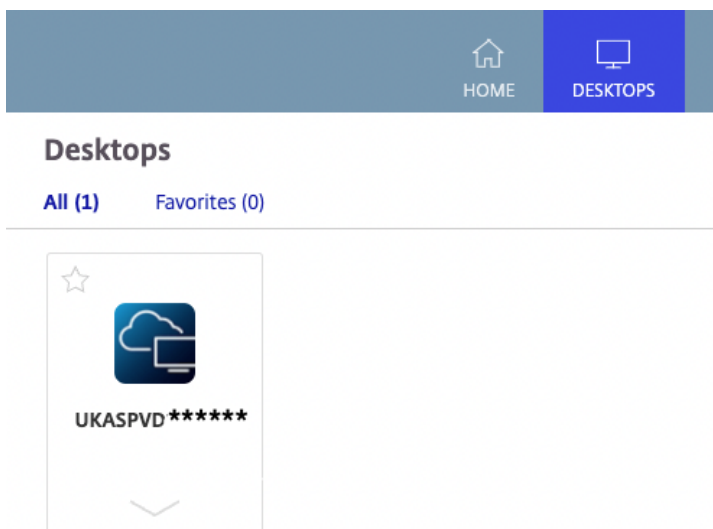 HOME
DESKTOPS
Desktops
All (1)
Favorites (0)
UKASPVD******